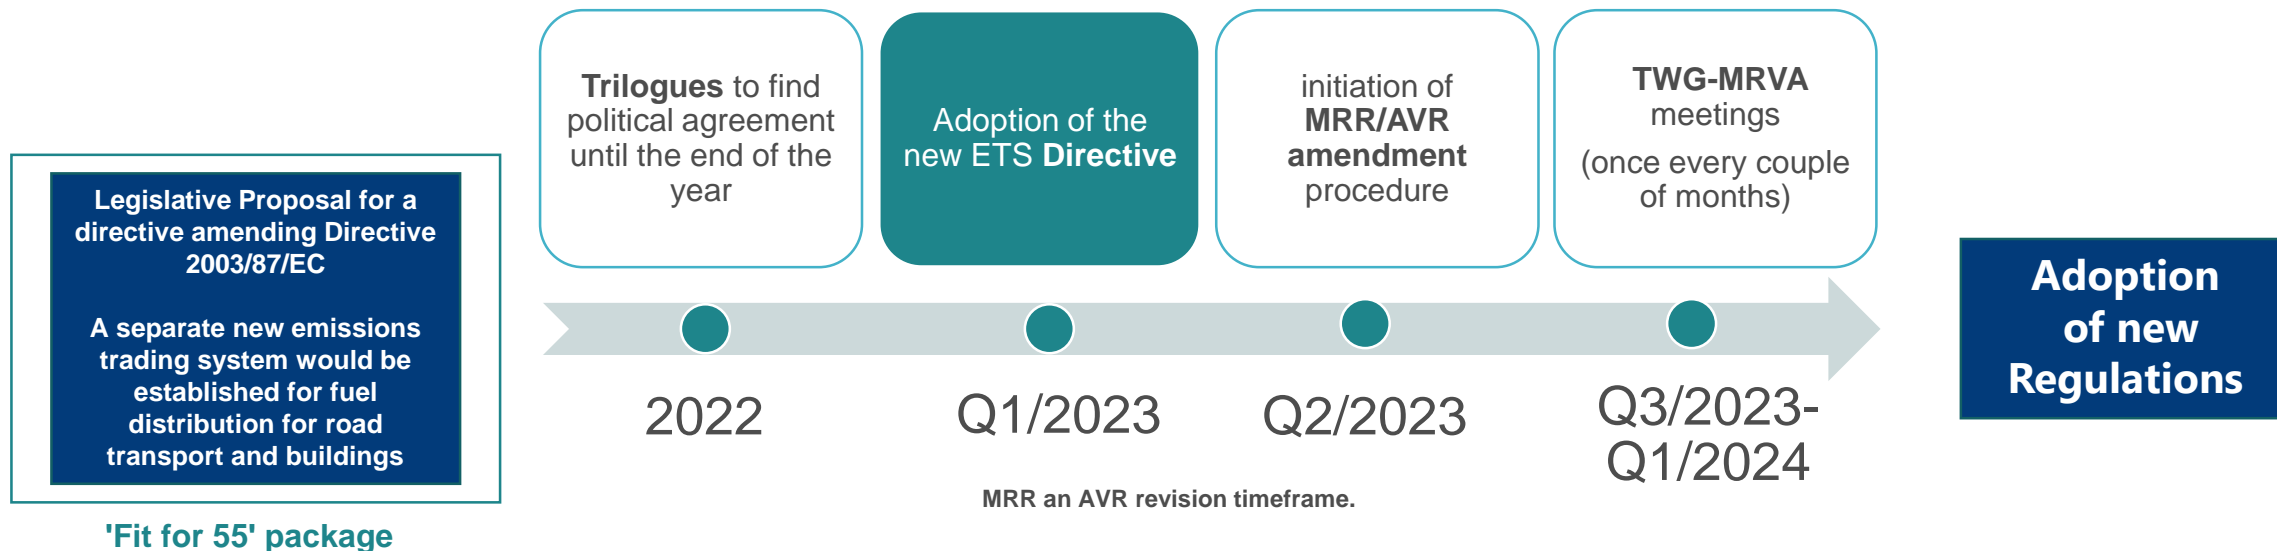 Legislative Proposal for a
directive amending Directive
2003/87/EC
A separate new emissions
trading system would be
established for fuel
distribution for road
transport and buildings
'Fit for 55' package
Trilogues to find
political agreement
until the end of the
year
2022
Adoption of the
new ETS Directive
Q1/2023
initiation of
MRR/AVR
amendment
procedure
Q2/2023
TWG-MRVA
meetings
(once every couple
of months)
Q3/2023-
Q1/2024
MRR an AVR revision timeframe.
Adoption
of new
Regulations